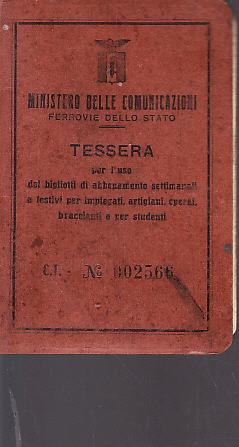 MINISTERO DELLE COMUNICAZIONI
FERROVIE DELLO STATO
TESSERA
per l'uso
dei biglietti di abbonamento settimanali
e festivi per impiegati, artigiani, operai,
braccianti e per studenti
C.I. - № 002566